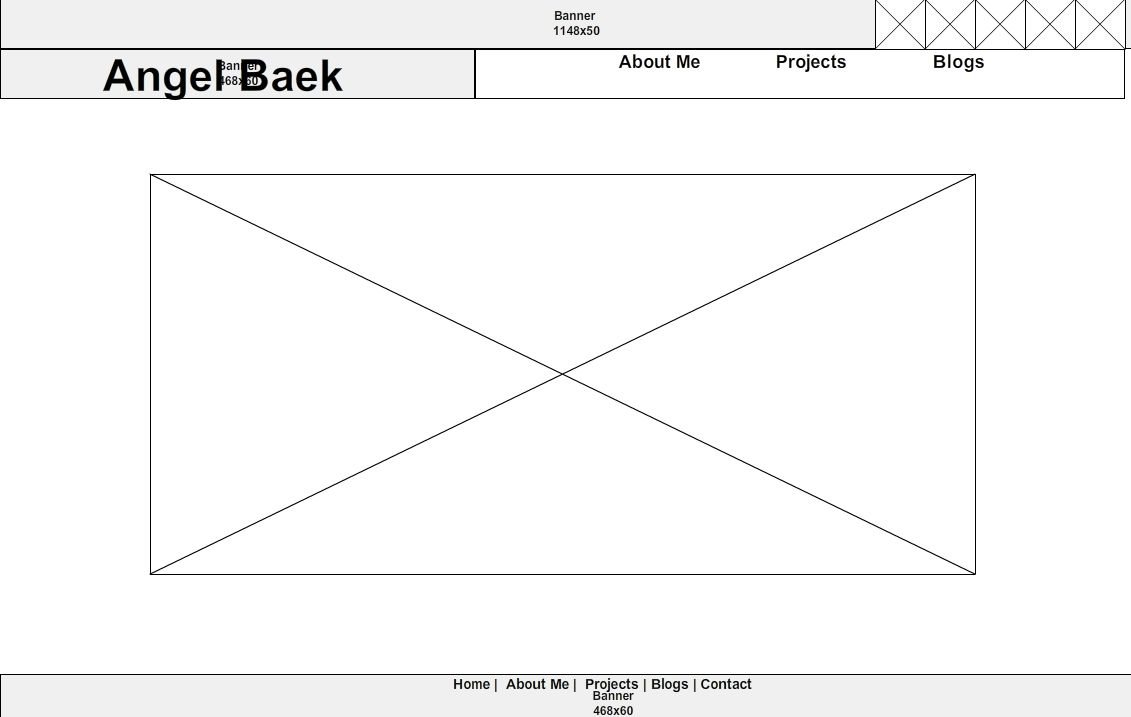 Banner
1148x50
Angel Baek
Banner
468x60
About Me
Projects
Blogs
Home | About Me | Projects | Blogs | Contact
Banner
468x60